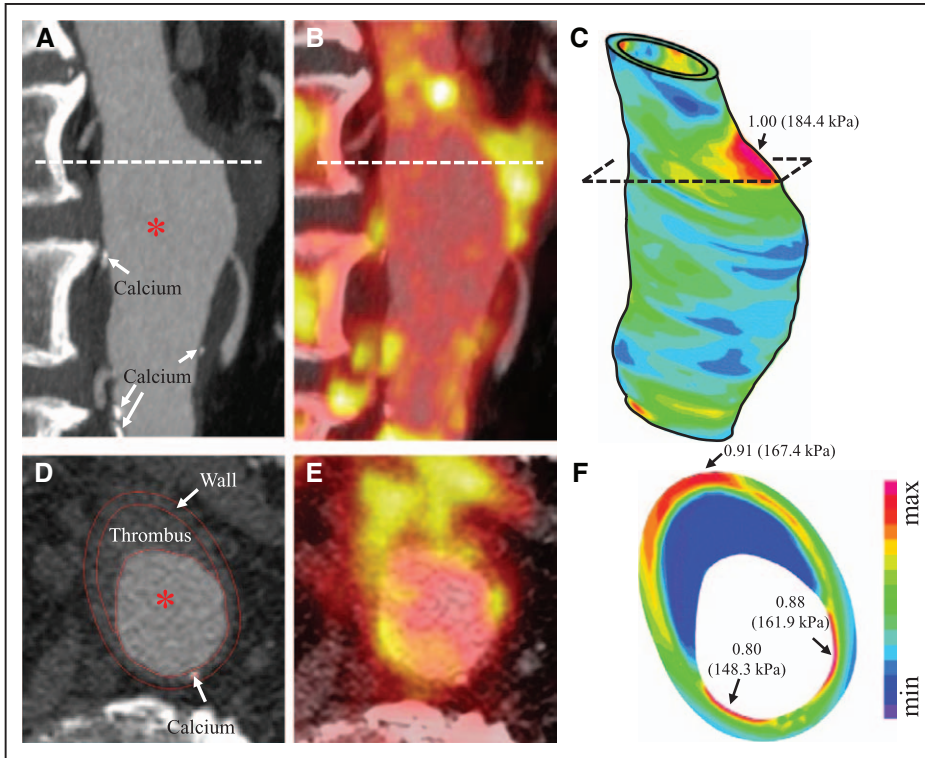 A
B
C
1.00 (184.4 kPa)
*
Calcium
Calcium
0.91 (167.4 kPa)
D
Wall
E
F
Thrombus
*
max
0.88
(161.9 kPa)
0.80
(148.3 kPa)
Calcium
min